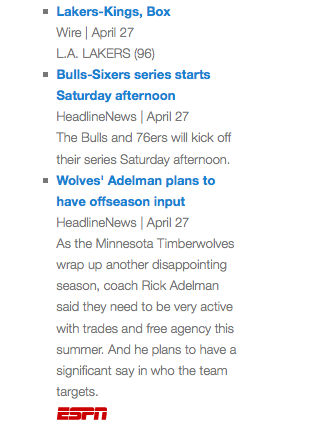 Lakers-Kings, Box
Wire | April 27
L.A. LAKERS (96)
Bulls-Sixers series starts
Saturday afternoon
HeadlineNews | April 27
The Bulls and 76ers will kick off
their series Saturday afternoon.
Wolves' Adelman plans to
have offseason input
HeadlineNews | April 27
As the Minnesota Timberwolves
wrap up another disappointing
season, coach Rick Adelman
said they need to be very active
with trades and free agency this
summer. And he plans to have a
significant say in who the team
targets.
ESPN